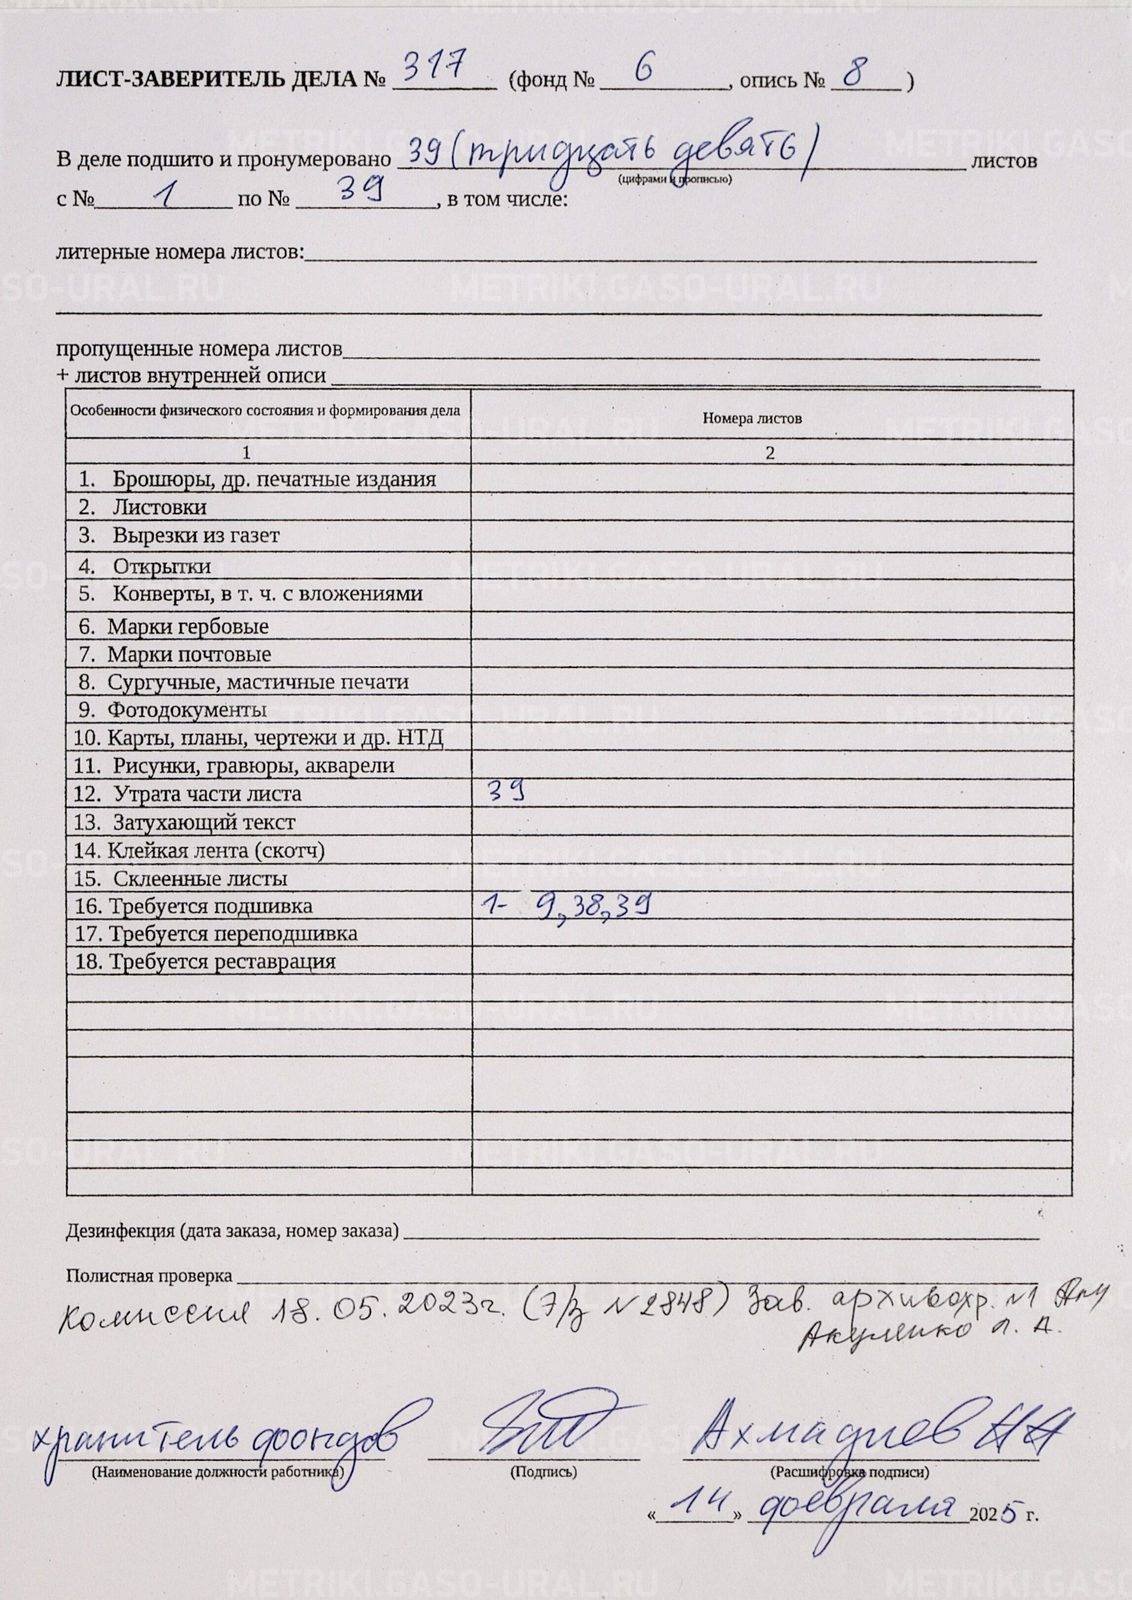 ЛИСТ-ЗАВЕРИТЕЛЬ ДЕЛА № 317 (фонд № 6, опись № 8)
В деле подшито и пронумеровано 39 (тридцать девять) листов
(цифрами и прописью)
с № 1 по № 39, в том числе:
литерные номера листов:
пропущенные номера листов
+ листов внутренней описи
Особенности физического состояния и формирования дела Номера листов
1 2
1. Брошюры, др. печатные издания
2. Листовки
3. Вырезки из газет
4. Открытки
5. Конверты, в т. ч. с вложениями
6. Марки гербовые
7. Марки почтовые
8. Сургучные, мастичные печати
9. Фотодокументы
10. Карты, планы, чертежи и др. НТД
11. Рисунки, гравюры, акварели
12. Утрата части листа 39
13. Затухающий текст
14. Клейкая лента (скотч)
15. Склеенные листы
16. Требуется подшивка 1- 9,38,39
17. Требуется переподшивка
18. Требуется реставрация
Дезинфекция (дата заказа, номер заказа)
Полистная проверка
Комиссия 18.05.2023г. (Э/з №2848) Зав. архивохр. №1
Акуленко Л. А.
хранитель фондов Ахмадиев
(Наименование должности работника) (Подпись) (Расшифровка подписи)
«14» февраля 2025 г.
METRIKI.GASO-URAL.RU